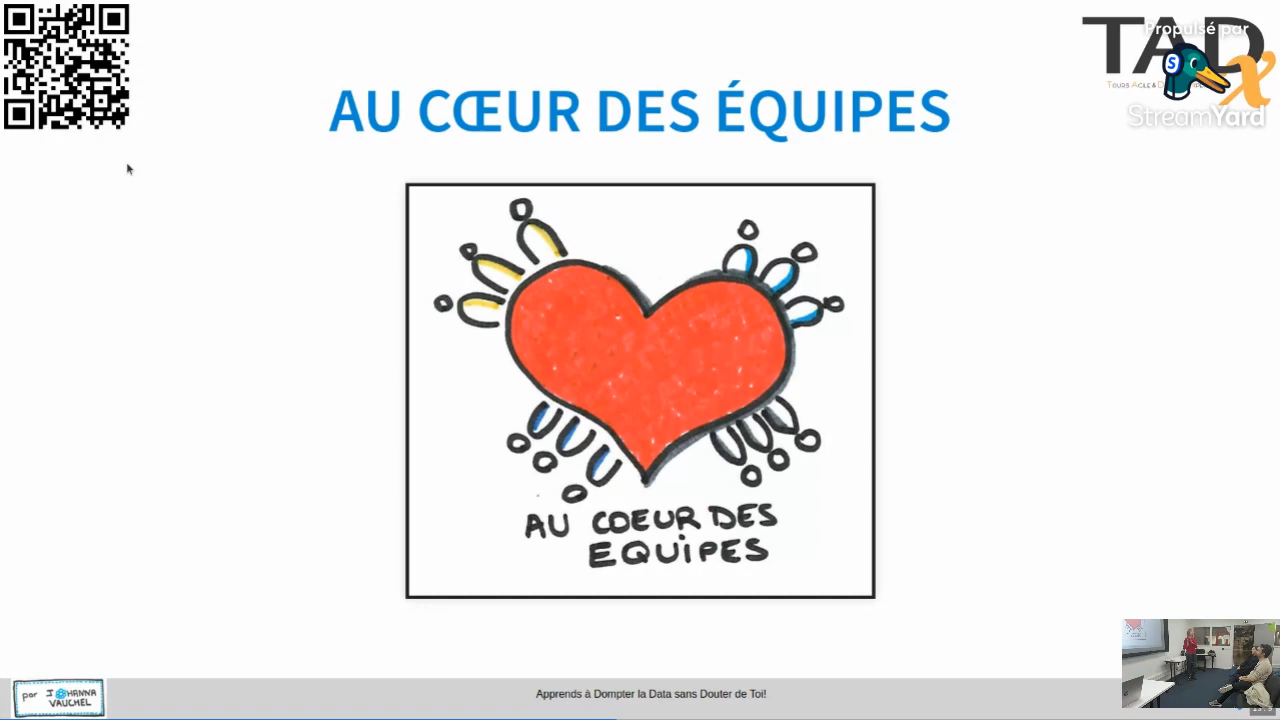 AU CŒUR DES ÉQUIPES
TAD
Propulsé par
S
StreamYard
AU COEUR DES
EQUIPES
par JOHANNA
VAUCHEL
Apprends à Dompter la Data sans Douter de Toi!